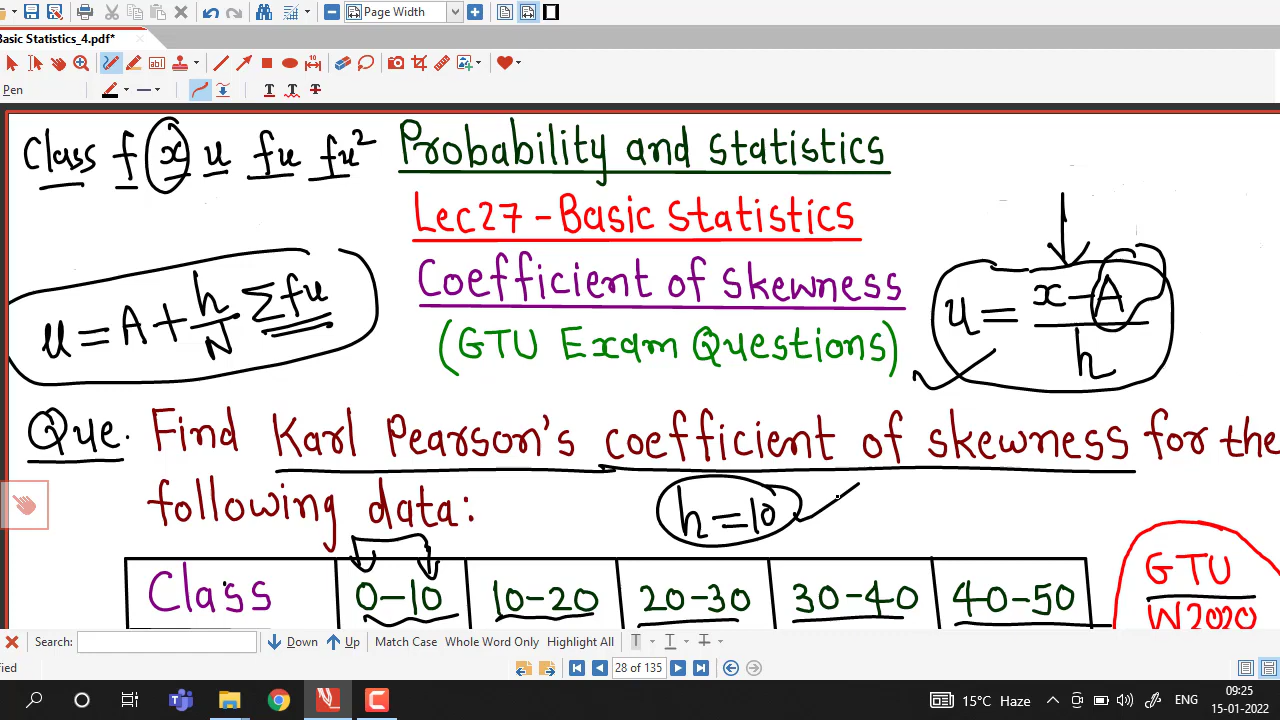 Page Width
Basic Statistics_4.pdf*
Pen
Class f x u fu fu²
Probability and statistics
Lec27 - Basic Statistics
Coefficient of skewness
(GTU Exam Questions)
μ = A + h/N Σfu
u = x-A/h
Que. Find Karl Pearson's coefficient of skewness for the
following data:
h = 10
Class 0-10 10-20 20-30 30-40 40-50
GTU
W2020
Search: Down Up Match Case Whole Word Only Highlight All
fied
28 of 135
15°C Haze ENG 09:25
15-01-2022